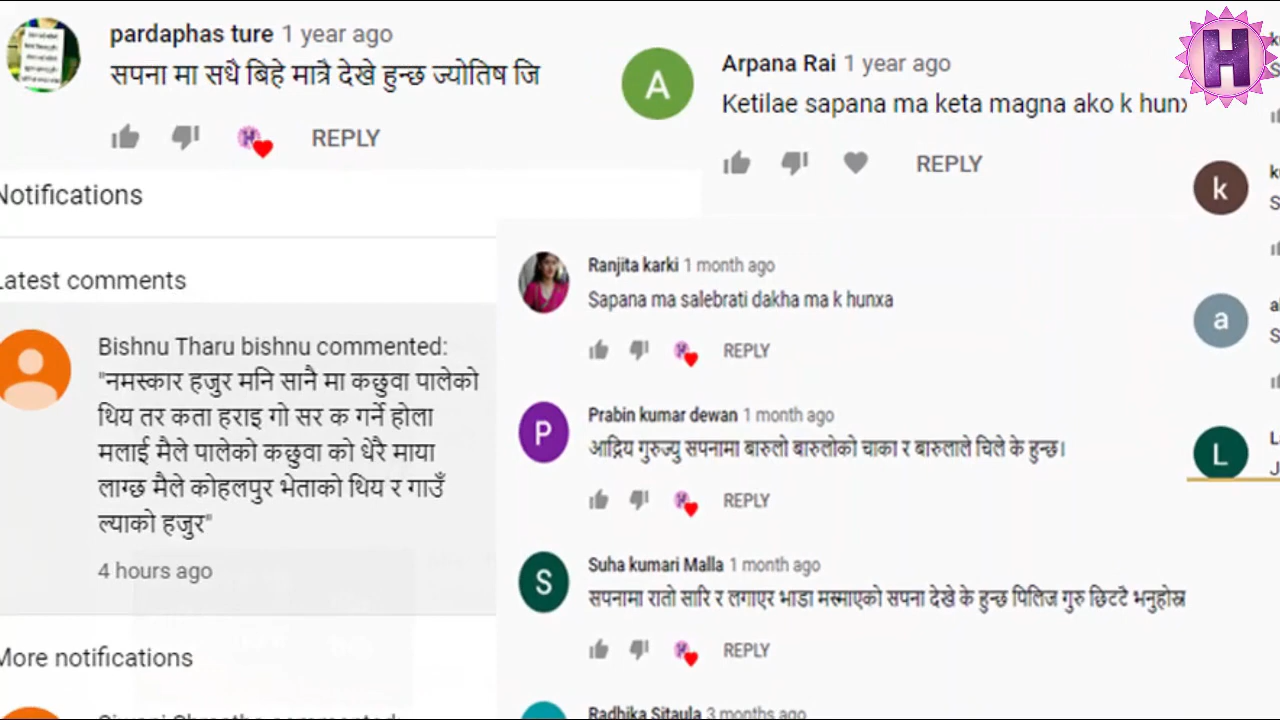 pardaphas ture 1 year ago
सपना मा सधै बिहे मात्रै देखे हुन्छ ज्योतिष जि
REPLY
Arpana Rai 1 year ago
Ketilae sapana ma keta magna ako k hunx
REPLY
H
A
Notifications
Latest comments
Bishnu Tharu bishnu commented:
"नमस्कार हजुर मनि सानै मा कछुवा पालेको
थिय तर कता हराइ गो सर क गर्ने होला
मलाई मैले पालेको कछुवा को धेरै माया
लाग्छ मैले कोहलपुर भेताको थिय र गाउँ
ल्याको हजुर"
4 hours ago
More notifications
commented:
Ranjita karki 1 month ago
Sapana ma salebrati dakha ma k hunxa
REPLY
P
Prabin kumar dewan 1 month ago
आद्रिय गुरुज्यु सपनामा बारुलो बारुलोको चाका र बारुलाले चिले के हुन्छ।
REPLY
S
Suha kumari Malla 1 month ago
सपनामा रातो सारि र लगाएर भाडा मस्माएको सपना देखे के हुन्छ पिलिज गुरु छिटटै भनुहोस्न
REPLY
Radhika Sitaula 3 months ago
k
a
L